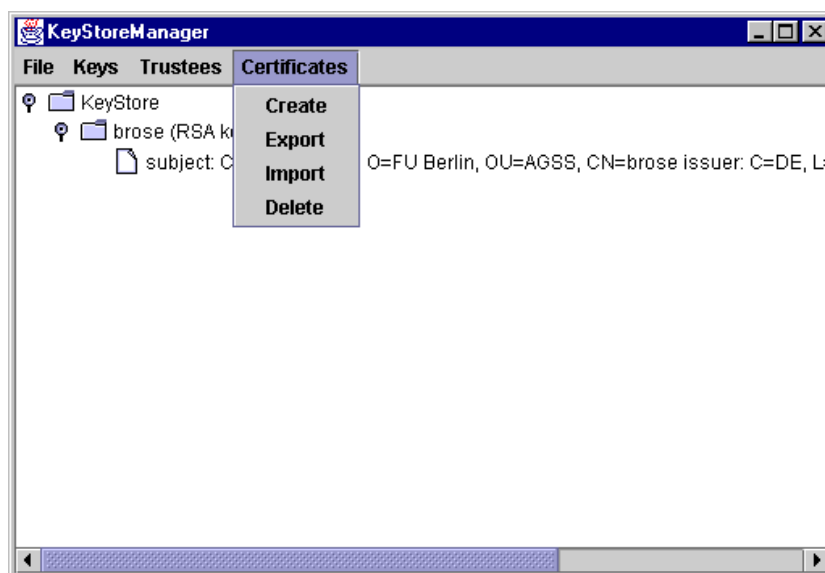 KeyStoreManager
File Keys Trustees Certificates
KeyStore
brose (RSA k
subject: C
O=FU Berlin, OU=AGSS, CN=brose issuer: C=DE, L=
Create
Export
Import
Delete